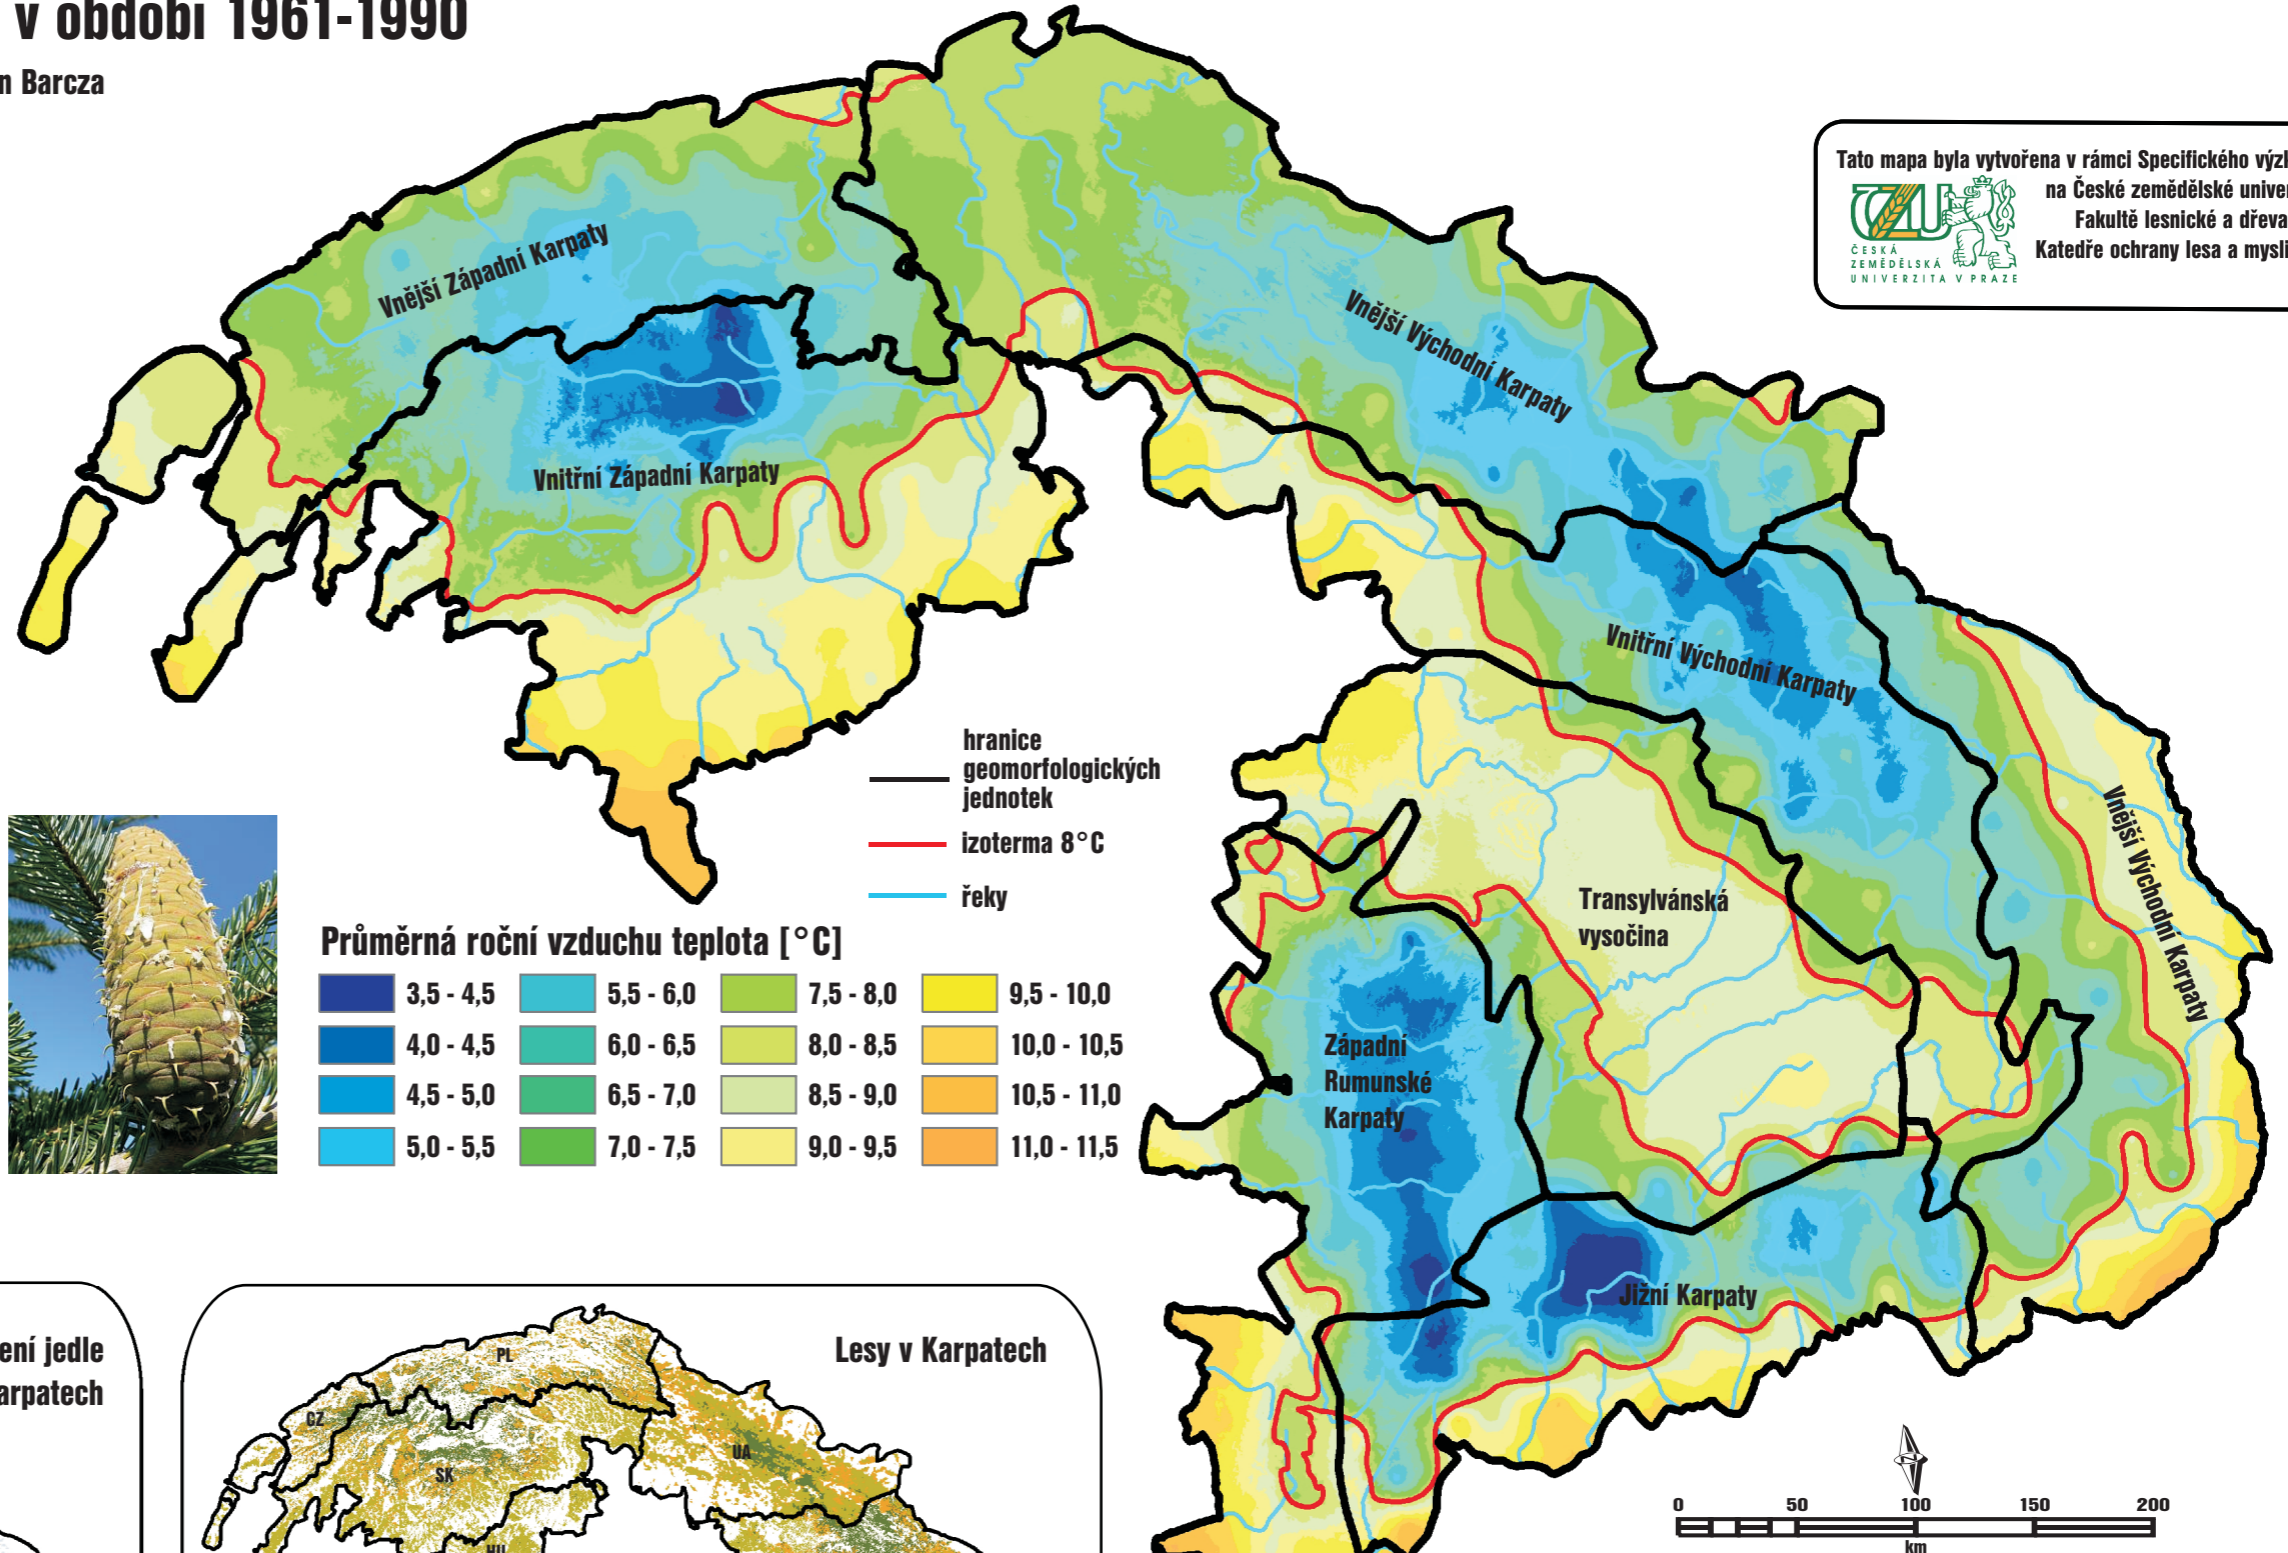 v období 1961-1990
Barcza
Tato mapa byla vytvořena v rámci Specifického
na České zemědělské
Fakultě lesnické a
Katedře ochrany lesa a
ČZU
ČESKÁ
ZEMĚDĚLSKÁ
UNIVERZITA V PRAZE
Vnější Západní Karpaty
Vnitřní Západní Karpaty
Vnější Východní Karpaty
Vnitřní Východní Karpaty
Vnější Východní Karpaty
Transylvánská
vysočina
Západní
Rumunské
Karpaty
Jižní Karpaty
hranice
geomorfologických
jednotek
izoterma 8°C
řeky
Průměrná roční vzduchu teplota [°C]
3,5 - 4,5
5,5 - 6,0
7,5 - 8,0
9,5 - 10,0
4,0 - 4,5
6,0 - 6,5
8,0 - 8,5
10,0 - 10,5
4,5 - 5,0
6,5 - 7,0
8,5 - 9,0
10,5 - 11,0
5,0 - 5,5
7,0 - 7,5
9,0 - 9,5
11,0 - 11,5
jedle
Lesy v Karpatech
PL
CZ
SK
UA
0 50 100 150 200
km